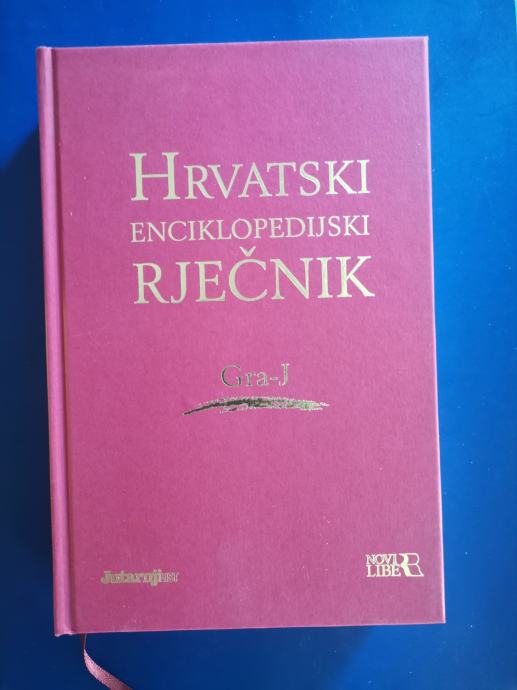 HRVATSKI
ENCIKLOPEDIJSKI
RJEČNIK
Gra-J
Jutarnji LIST
NOVI
LIBER